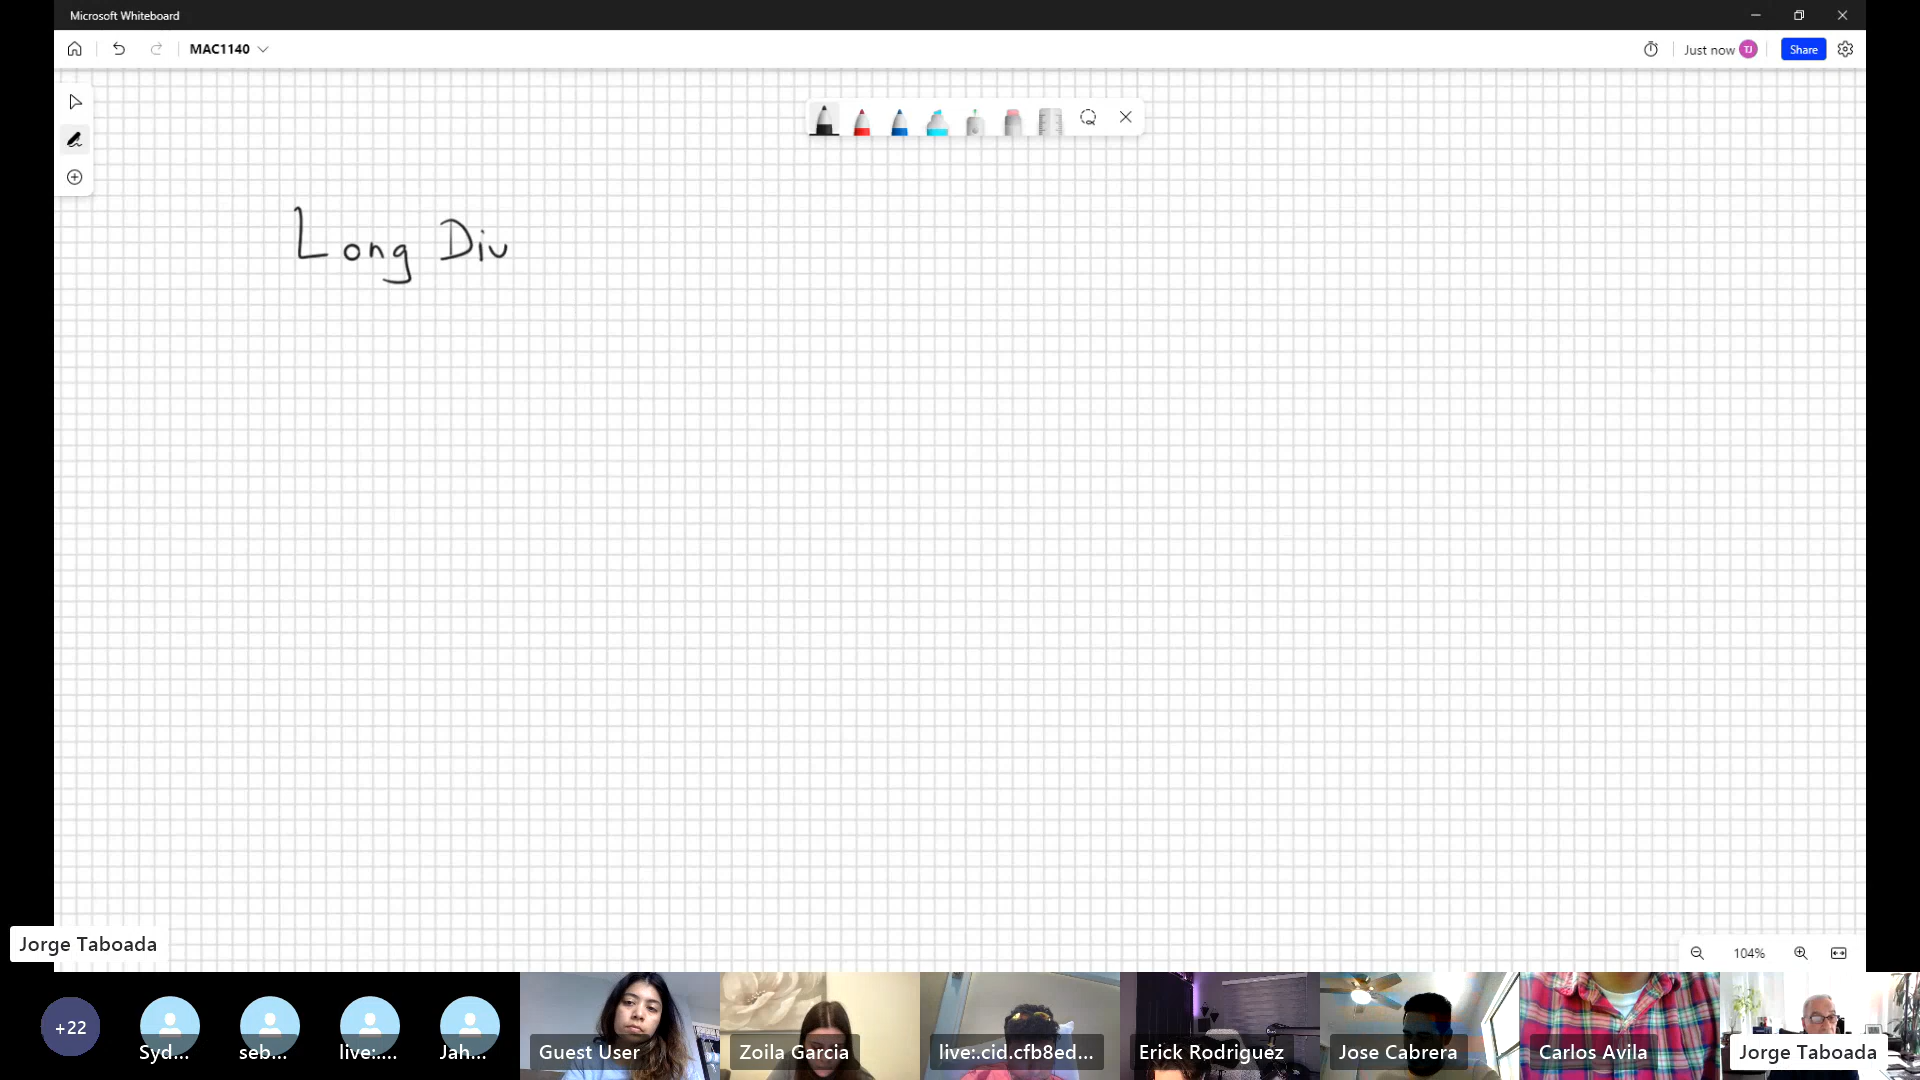 Microsoft Whiteboard
MAC1140
Just now TJ Share
Long Div
Jorge Taboada
104%
+22 Syd... seb... live:.... Jah... Guest User Zoila Garcia live:.cid.cfb8ed... Erick Rodriguez Jose Cabrera Carlos Avila Jorge Taboada